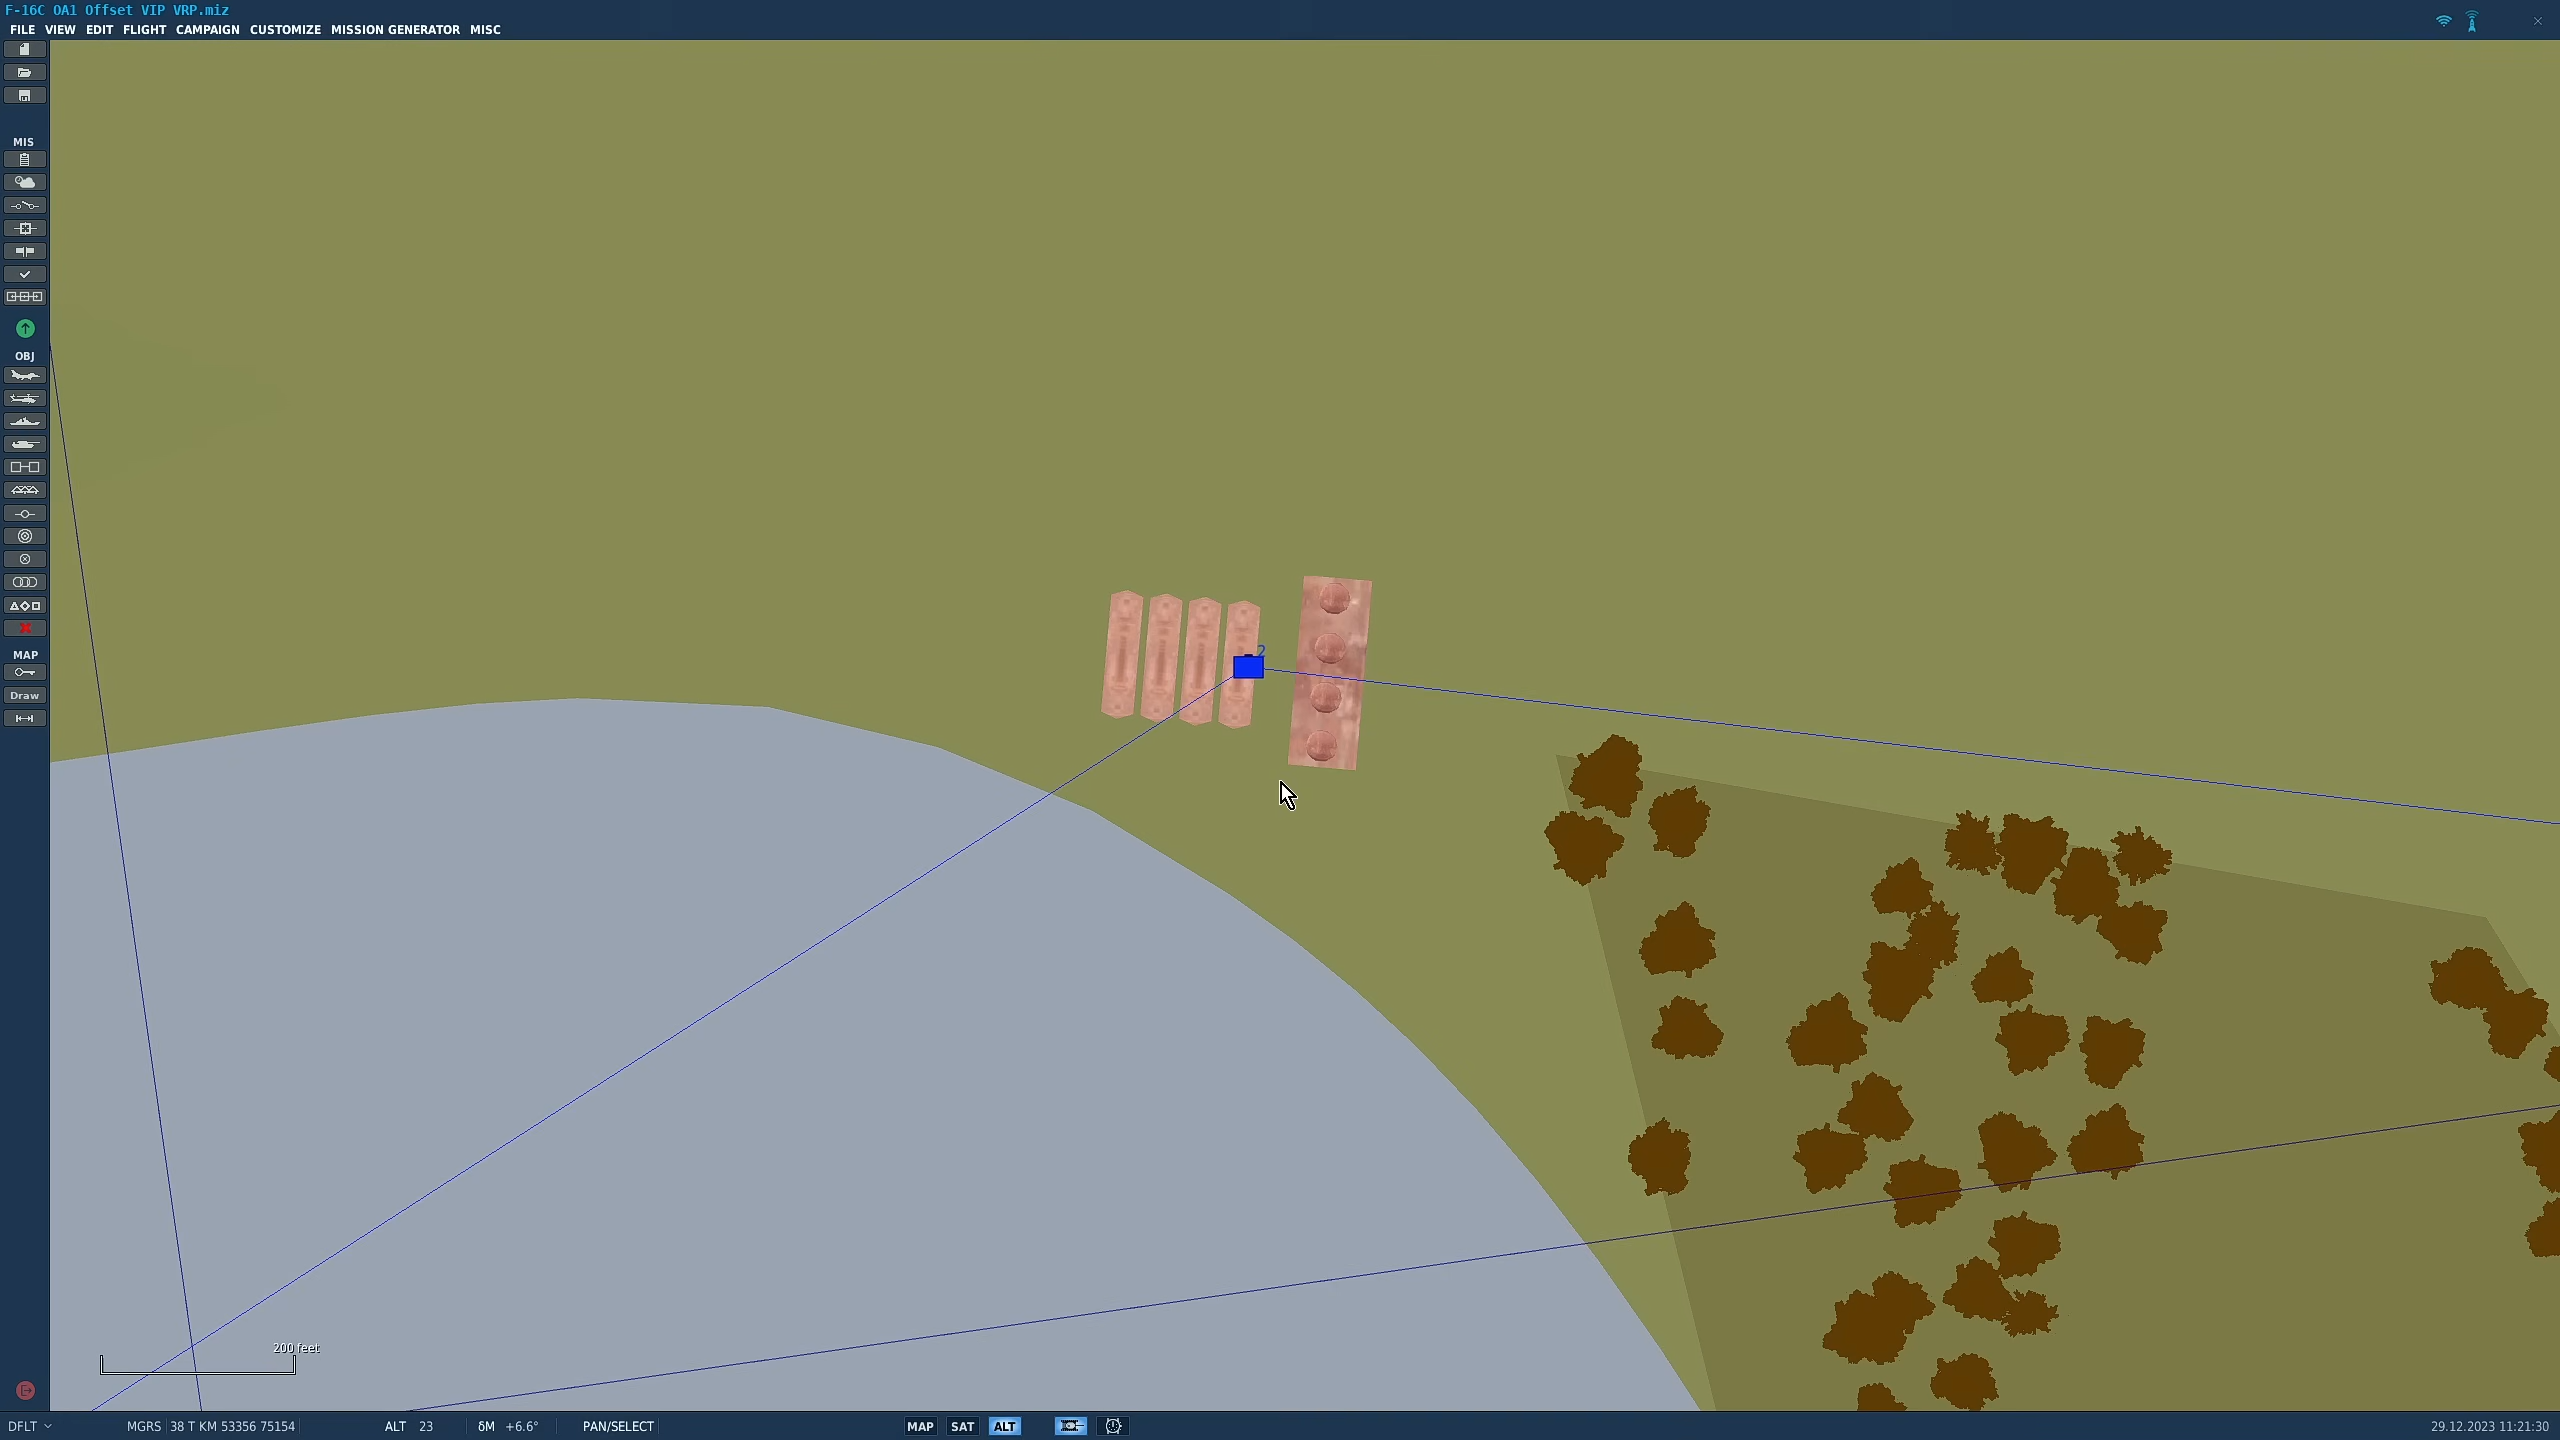 F-16C OA1 Offset VIP VRP.miz
FILE VIEW EDIT FLIGHT CAMPAIGN CUSTOMIZE MISSION GENERATOR MISC
MIS
OBJ
MAP
Draw
2
200 feet
DFLT MGRS 38 T KM 53356 75154 ALT 23 δM +6.6° PAN/SELECT MAP SAT ALT 29.12.2023 11:21:30